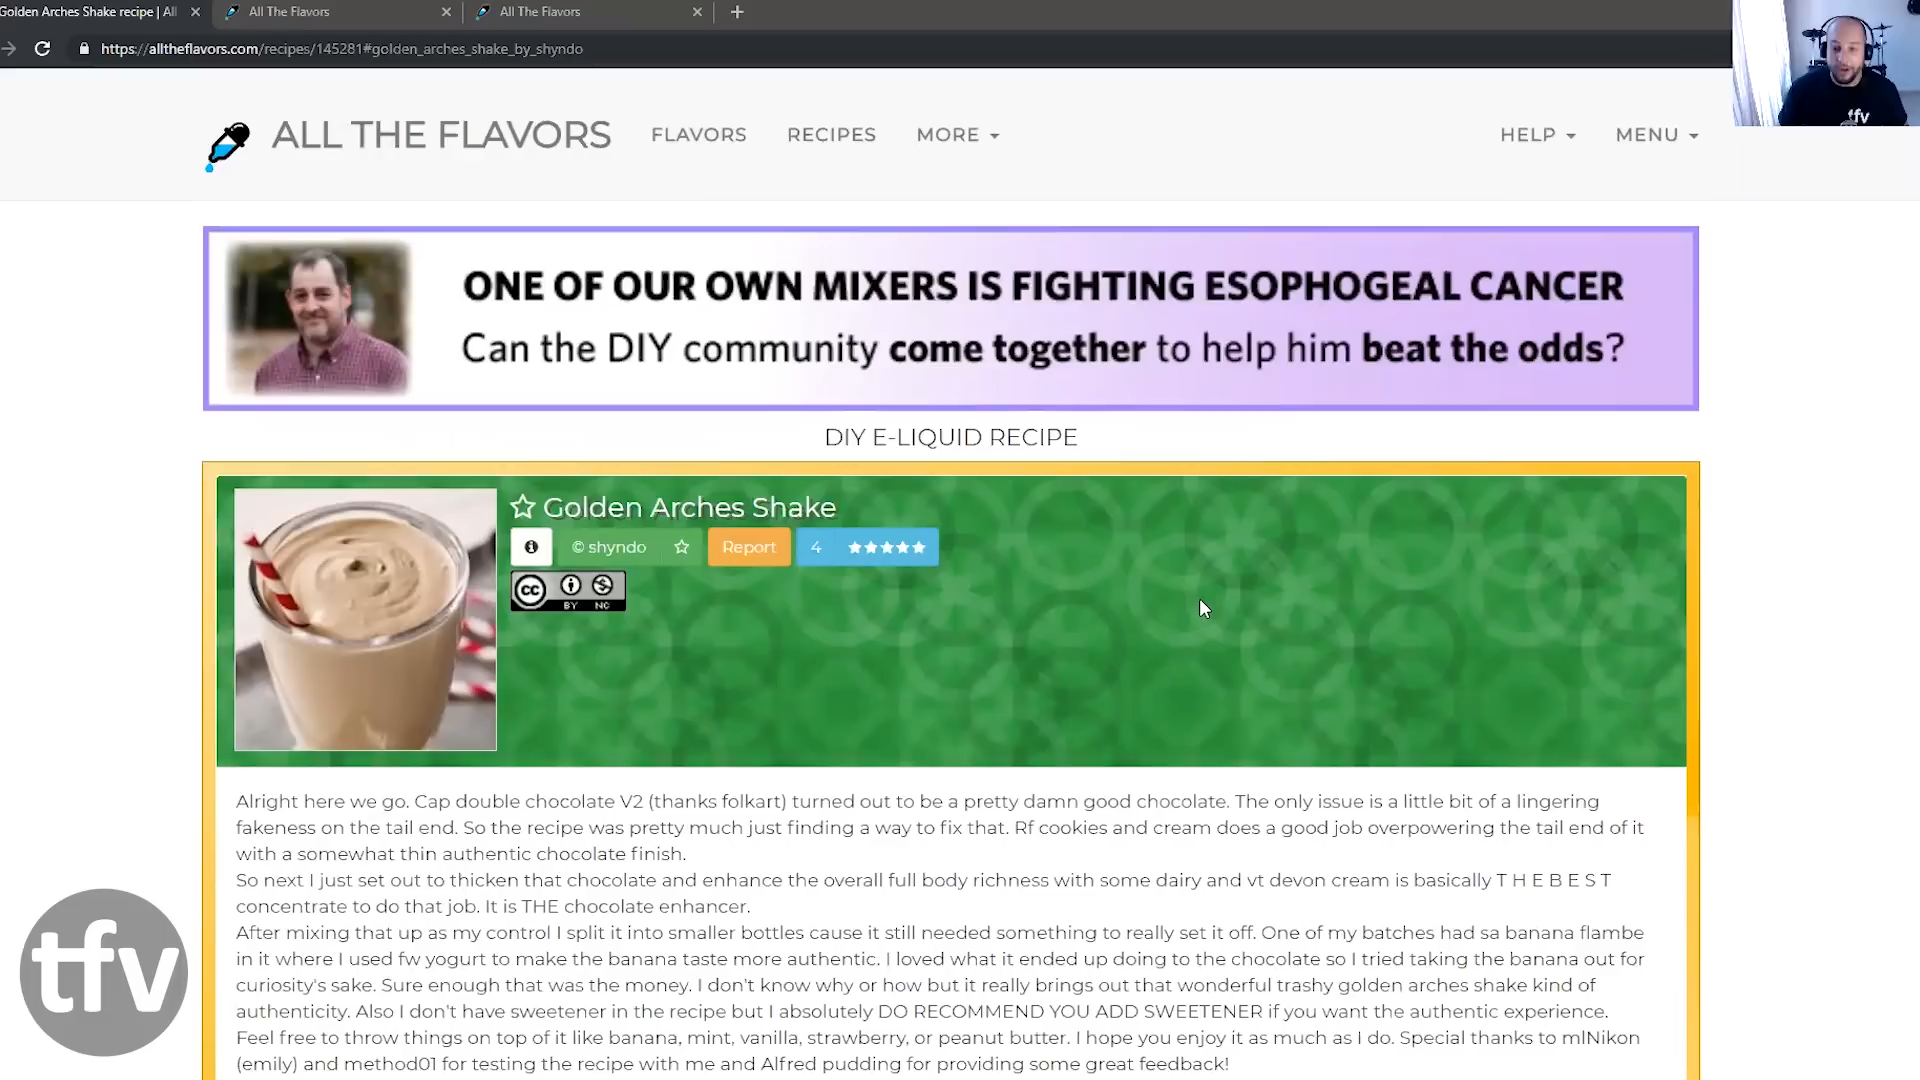 Golden Arches Shake recipe | All
All The Flavors
All The Flavors
https://alltheflavors.com/recipes/145281#golden_arches_shake_by_shyndo
tfv
ALL THE FLAVORS
FLAVORS
RECIPES
MORE
HELP
MENU
ONE OF OUR OWN MIXERS IS FIGHTING ESOPHOGEAL CANCER
Can the DIY community come together to help him beat the odds?
DIY E-LIQUID RECIPE
Golden Arches Shake
© shyndo
Report
4
CC BY NC
Alright here we go. Cap double chocolate V2 (thanks folkart) turned out to be a pretty damn good chocolate. The only issue is a little bit of a lingering
fakeness on the tail end. So the recipe was pretty much just finding a way to fix that. Rf cookies and cream does a good job overpowering the tail end of it
with a somewhat thin authentic chocolate finish.
So next I just set out to thicken that chocolate and enhance the overall full body richness with some dairy and vt devon cream is basically T H E B E S T
concentrate to do that job. It is THE chocolate enhancer.
After mixing that up as my control I split it into smaller bottles cause it still needed something to really set it off. One of my batches had sa banana flambe
in it where I used fw yogurt to make the banana taste more authentic. I loved what it ended up doing to the chocolate so I tried taking the banana out for
curiosity's sake. Sure enough that was the money. I don't know why or how but it really brings out that wonderful trashy golden arches shake kind of
authenticity. Also I don't have sweetener in the recipe but I absolutely DO RECOMMEND YOU ADD SWEETENER if you want the authentic experience.
Feel free to throw things on top of it like banana, mint, vanilla, strawberry, or peanut butter. I hope you enjoy it as much as I do. Special thanks to mlNikon
(emily) and method01 for testing the recipe with me and Alfred pudding for providing some great feedback!
tfv